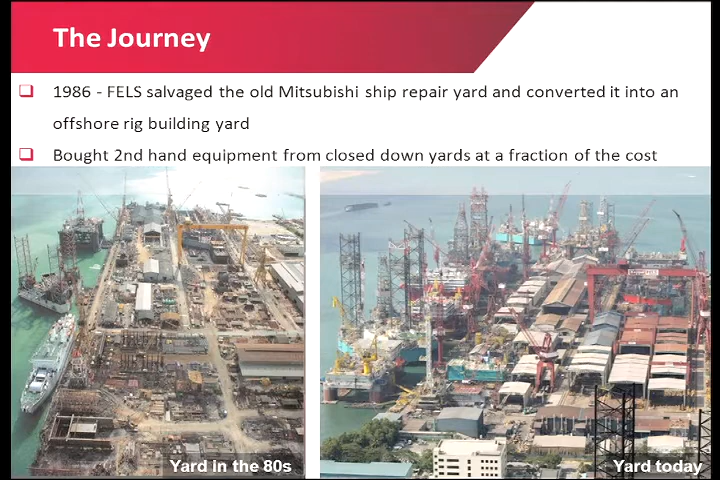 The Journey
1986 - FELS salvaged the old Mitsubishi ship repair yard and converted it into an
offshore rig building yard
Bought 2nd hand equipment from closed down yards at a fraction of the cost
Yard in the 80s
Yard today